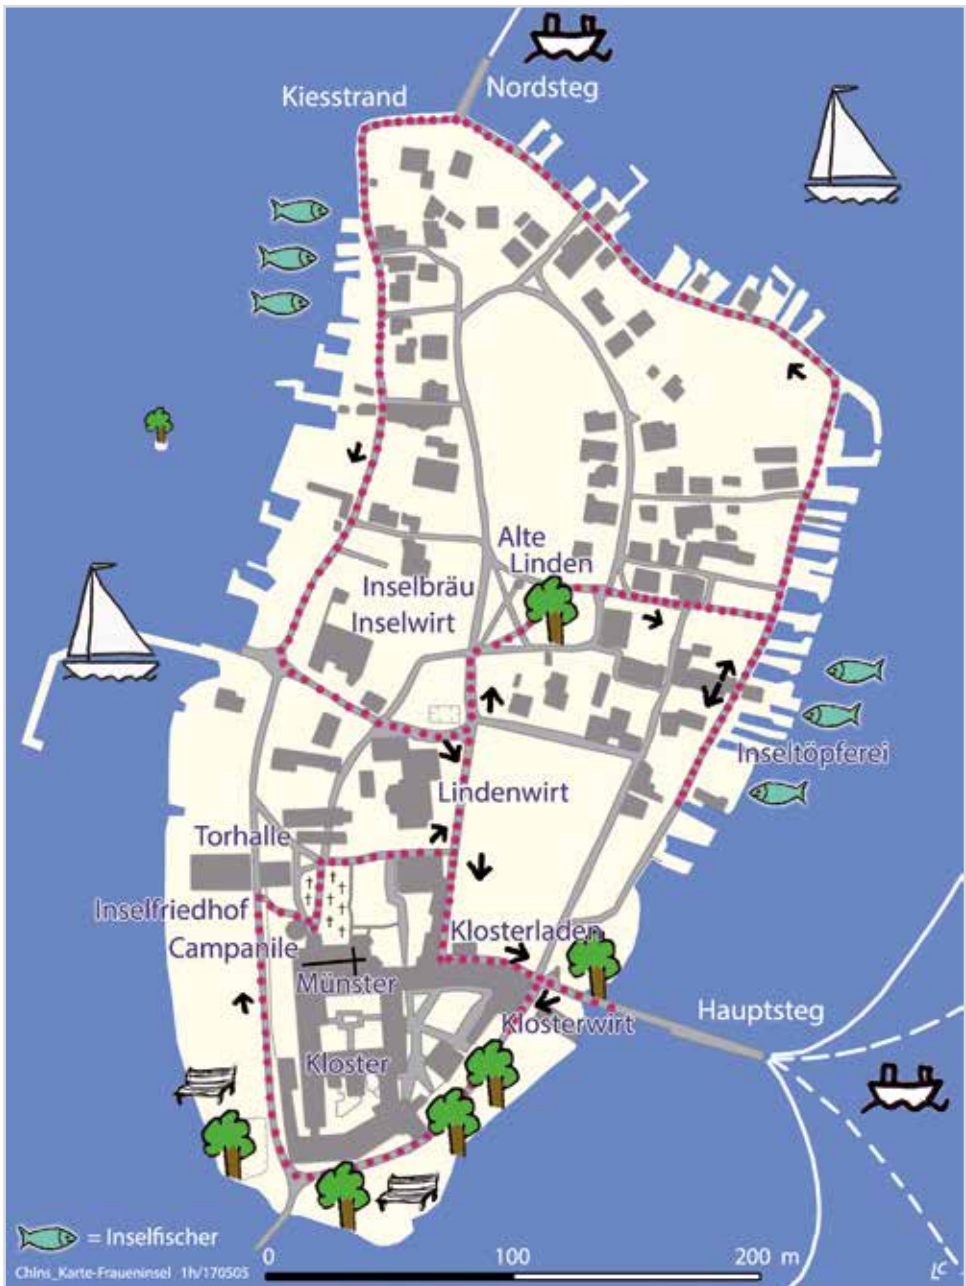 Kiesstrand
Nordsteg
Alte
Linden
Inselbräu
Inselwirt
Inseltöpferei
Lindenwirt
Torhalle
Inselfriedhof
Campanile
Klosterladen
Münster
Hauptsteg
Klosterwirt
Kloster
= Inselfischer
0 100 200 m
ChIns_Karte-Fraueninsel 1h/170505